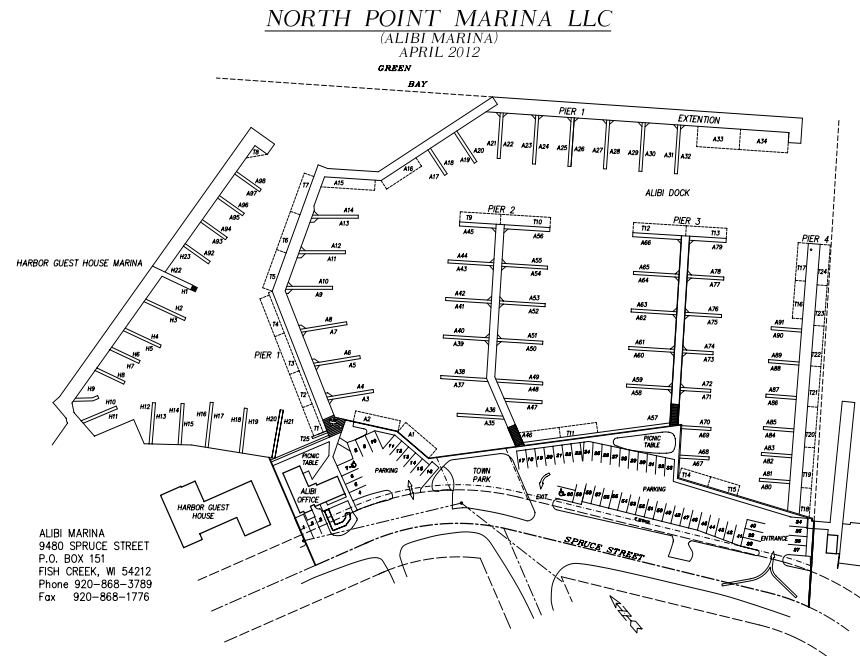 NORTH POINT MARINA LLC
(ALIBI MARINA)
APRIL 2012
GREEN
BAY
PIER 1
EXTENTION
A33
A34
A21
A22
A23
A24
A25
A26
A27
A28
A29
A30
A31
A32
A20
A19
A18
A17
A16
A15
T8
A98
A97
A96
A95
A94
A93
A92
H23
H22
H1
H2
H3
H4
H5
H6
H7
H8
H9
H10
H11
HARBOR GUEST HOUSE MARINA
H12
H13
H14
H15
H16
H17
H18
H19
H20
H21
T7
T6
T5
T4
T3
T2
T1
T25
PIER 1
A14
A13
A12
A11
A10
A9
A8
A7
A6
A5
A4
A3
A2
A1
ALIBI DOCK
PIER 2
T9
T10
A45
A56
A44
A43
A55
A54
A42
A41
A53
A52
A40
A39
A51
A50
A38
A37
A49
A48
A47
A36
A35
A46
T11
PIER 3
T12
T13
A66
A79
A65
A64
A78
A77
A63
A62
A76
A75
A61
A60
A74
A73
A59
A58
A72
A71
A57
A70
A69
A68
A67
T14
T15
PIER 4
T17
T24
T16
T23
A91
A90
T22
A89
A88
A87
A86
T21
A85
A84
T20
A83
A82
A81
A80
T19
T18
PICNIC
TABLE
PARKING
ALIBI
OFFICE
TOWN
PARK
PICNIC
TABLE
PARKING
EXIT
ENTRANCE
HARBOR GUEST
HOUSE
SPRUCE STREET
ALIBI MARINA
9480 SPRUCE STREET
P.O. BOX 151
FISH CREEK, WI 54212
Phone 920-868-3789
Fax 920-868-1776